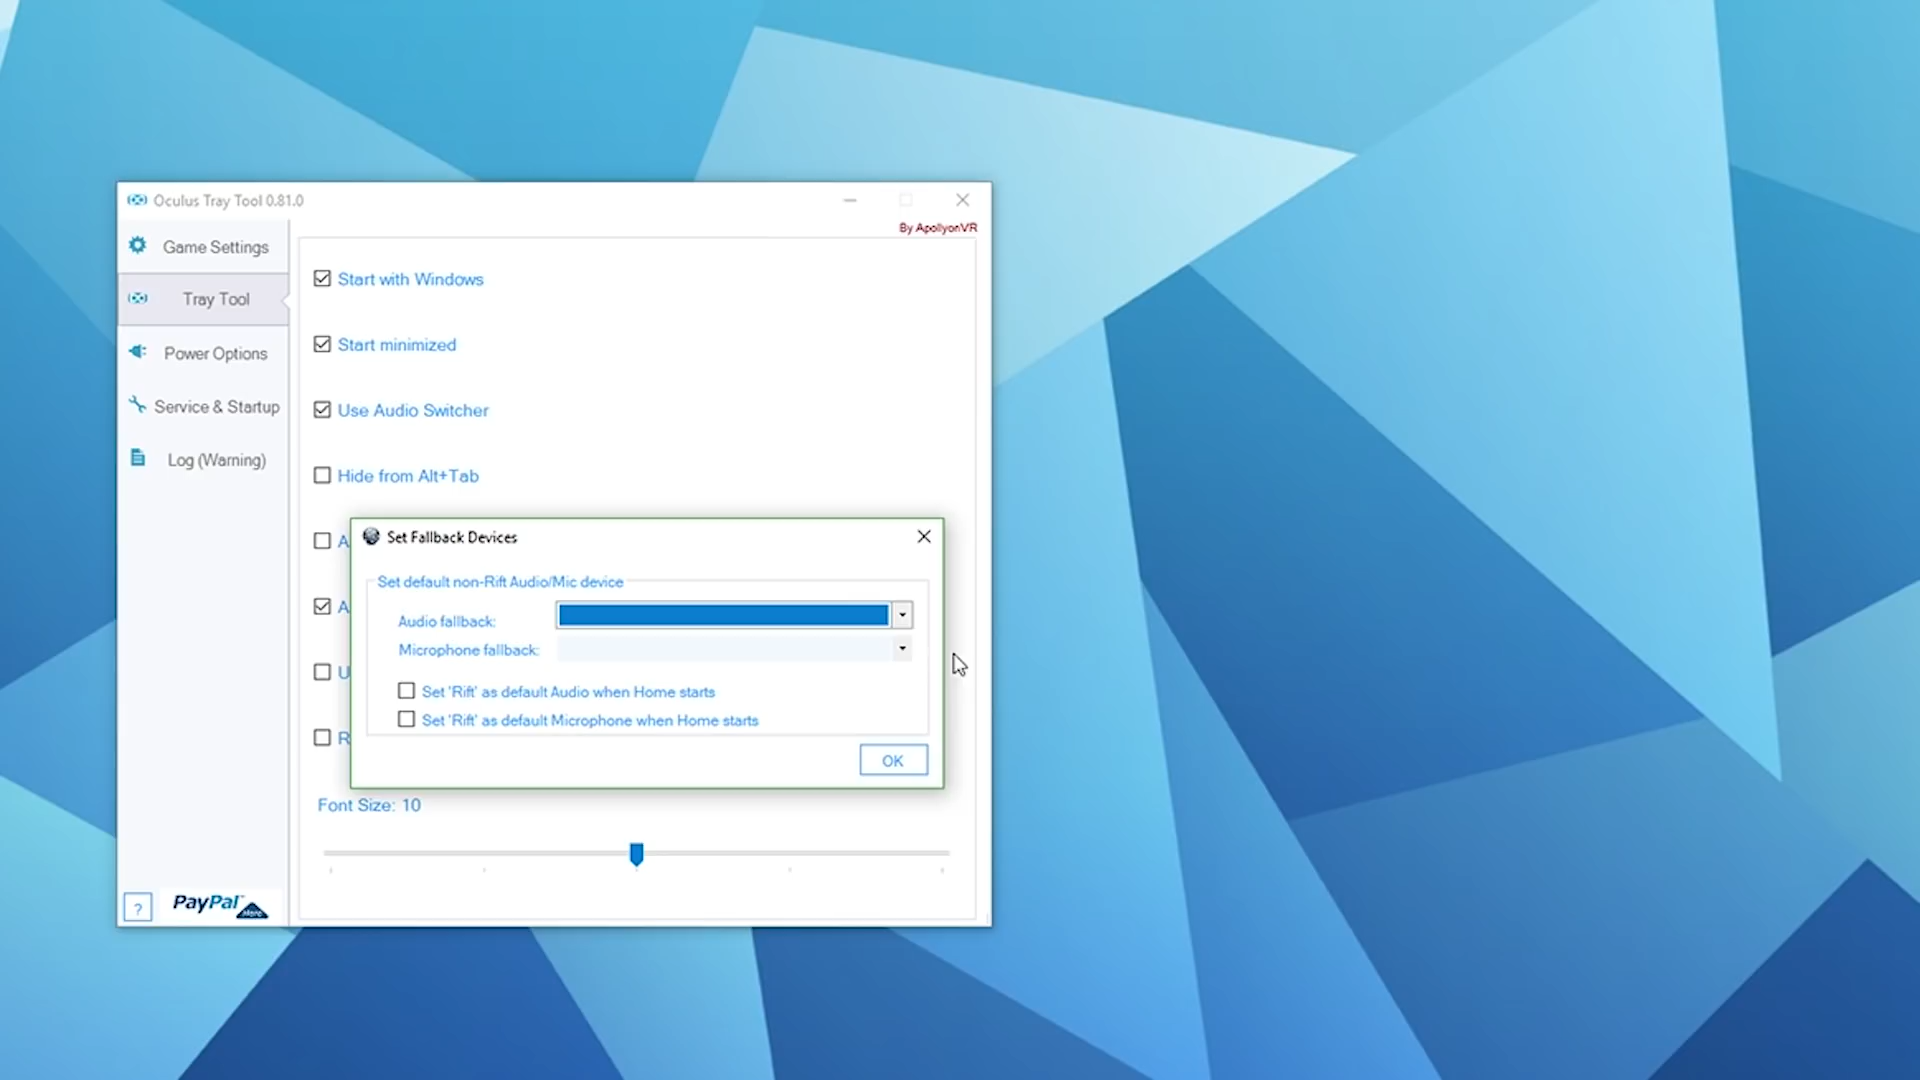 Oculus Tray Tool 0.81.0
By ApollyonVR
Game Settings
Tray Tool
Power Options
Service & Startup
Log (Warning)
Start with Windows
Start minimized
Use Audio Switcher
Hide from Alt+Tab
A
A
U
R
Set Fallback Devices
Set default non-Rift Audio/Mic device
Audio fallback:
Microphone fallback:
Set 'Rift' as default Audio when Home starts
Set 'Rift' as default Microphone when Home starts
OK
Font Size: 10
?
PayPal
More